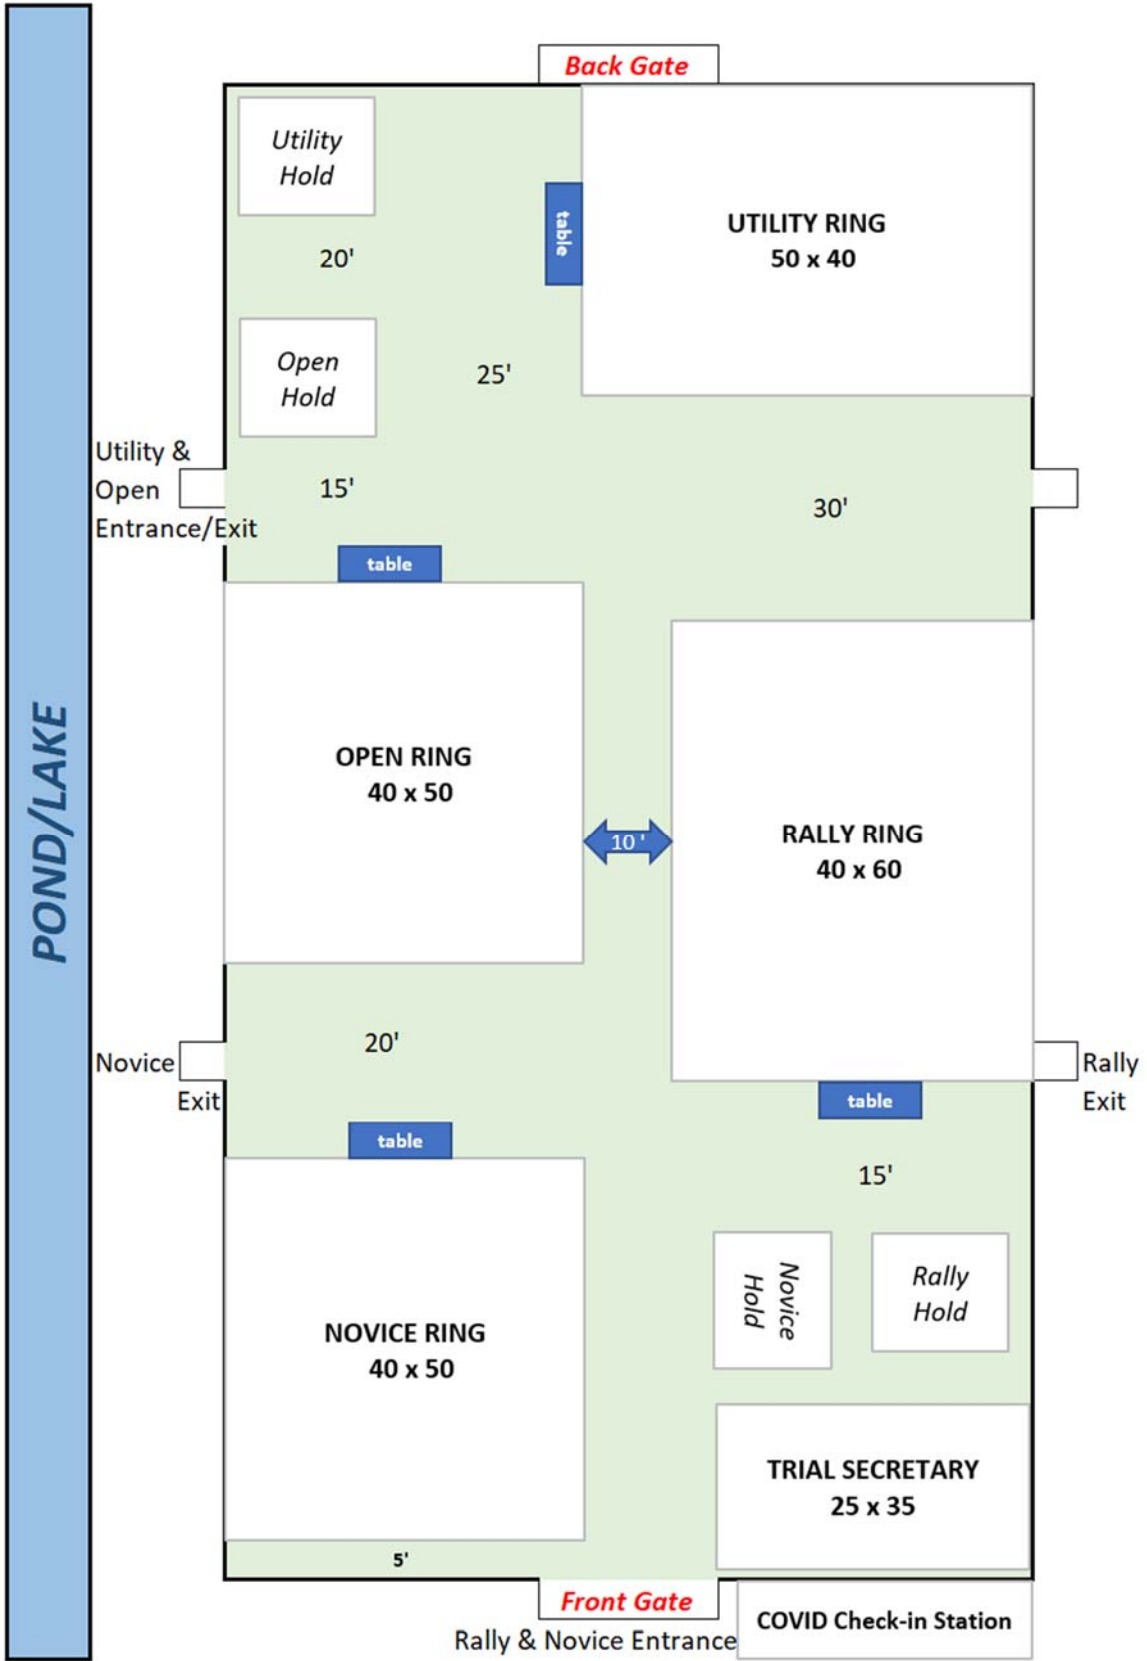 Back Gate
Utility
Hold
table
UTILITY RING
50 x 40
20'
Open
Hold
25'
Utility &
Open
Entrance/Exit
15'
30'
table
POND/LAKE
OPEN RING
40 x 50
10 '
RALLY RING
40 x 60
20'
Novice
Exit
Rally
Exit
table
table
15'
Novice
Hold
Rally
Hold
NOVICE RING
40 x 50
TRIAL SECRETARY
25 x 35
5'
Front Gate
Rally & Novice Entrance
COVID Check-in Station